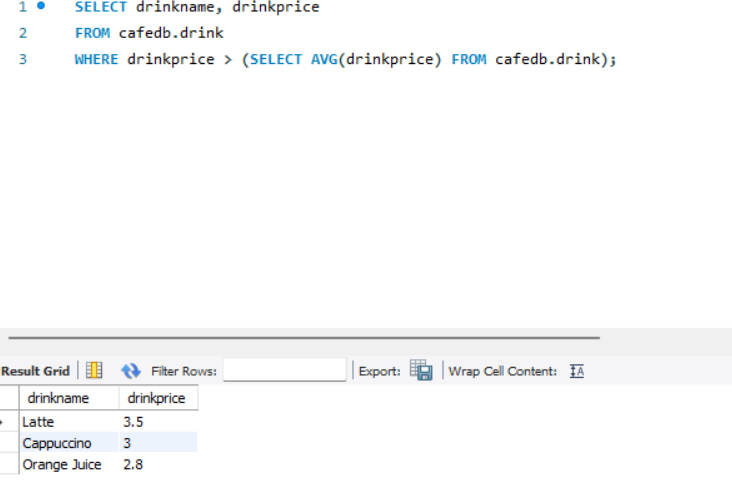 1 SELECT drinkname, drinkprice
2 FROM cafedb.drink
3 WHERE drinkprice > (SELECT AVG(drinkprice) FROM cafedb.drink);
Result Grid Filter Rows: Export: Wrap Cell Content: IA
drinkname drinkprice
Latte 3.5
Cappuccino 3
Orange Juice 2.8